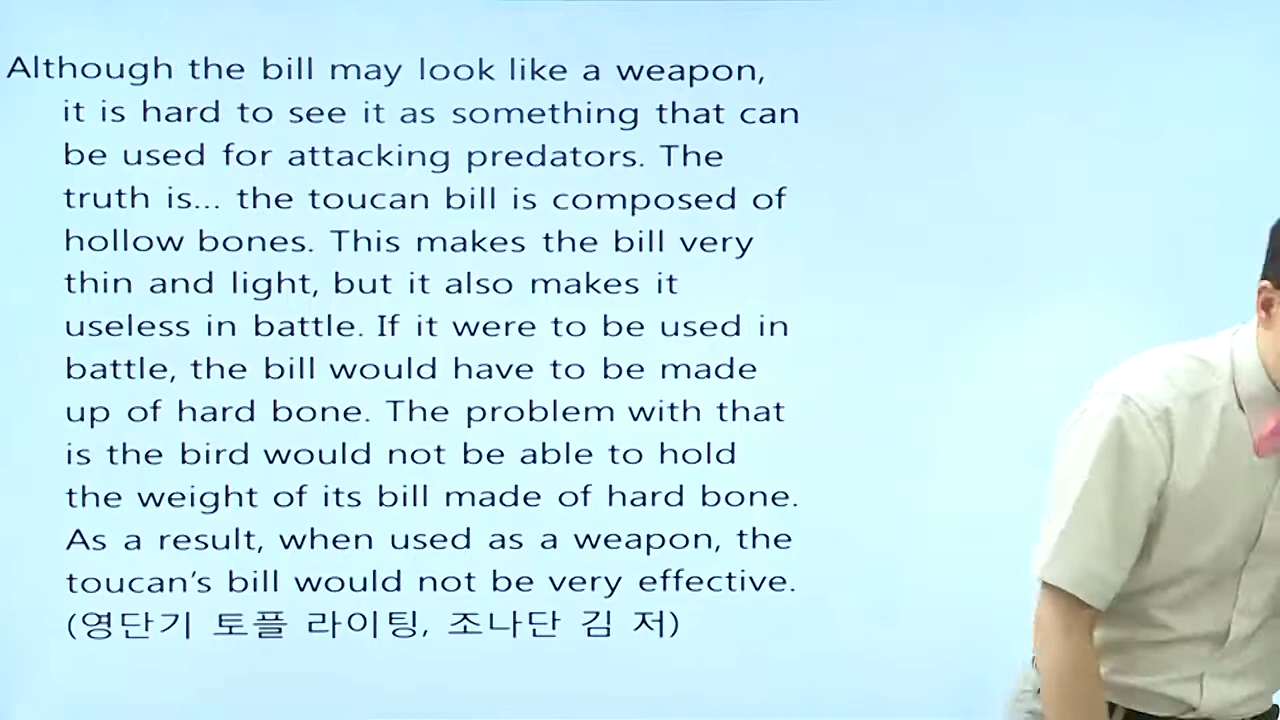 Although the bill may look like a weapon,
it is hard to see it as something that can
be used for attacking predators. The
truth is... the toucan bill is composed of
hollow bones. This makes the bill very
thin and light, but it also makes it
useless in battle. If it were to be used in
battle, the bill would have to be made
up of hard bone. The problem with that
is the bird would not be able to hold
the weight of its bill made of hard bone.
As a result, when used as a weapon, the
toucan's bill would not be very effective.
(영단기 토플 라이팅, 조나단 김 저)